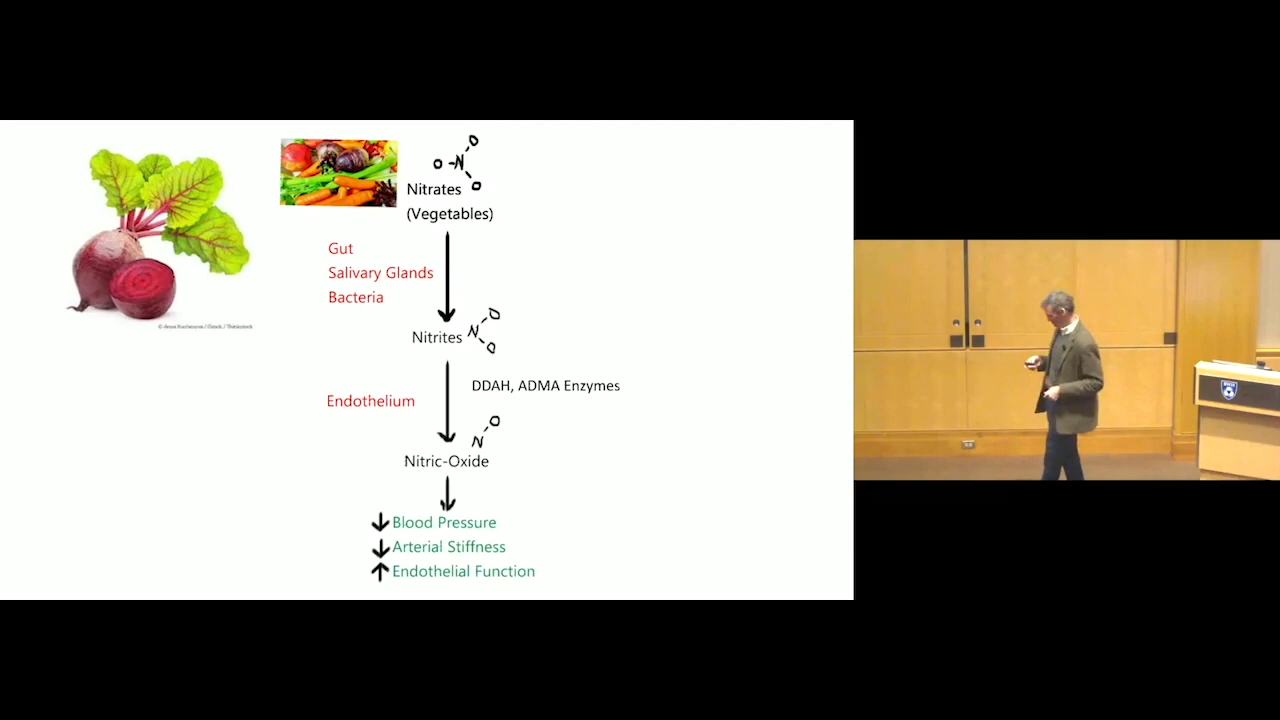 Nitrates
(Vegetables)
Gut
Salivary Glands
Bacteria
Nitrites
DDAH, ADMA Enzymes
Endothelium
Nitric-Oxide
Blood Pressure
Arterial Stiffness
Endothelial Function
O
N
O
O
N
O
O
N
O